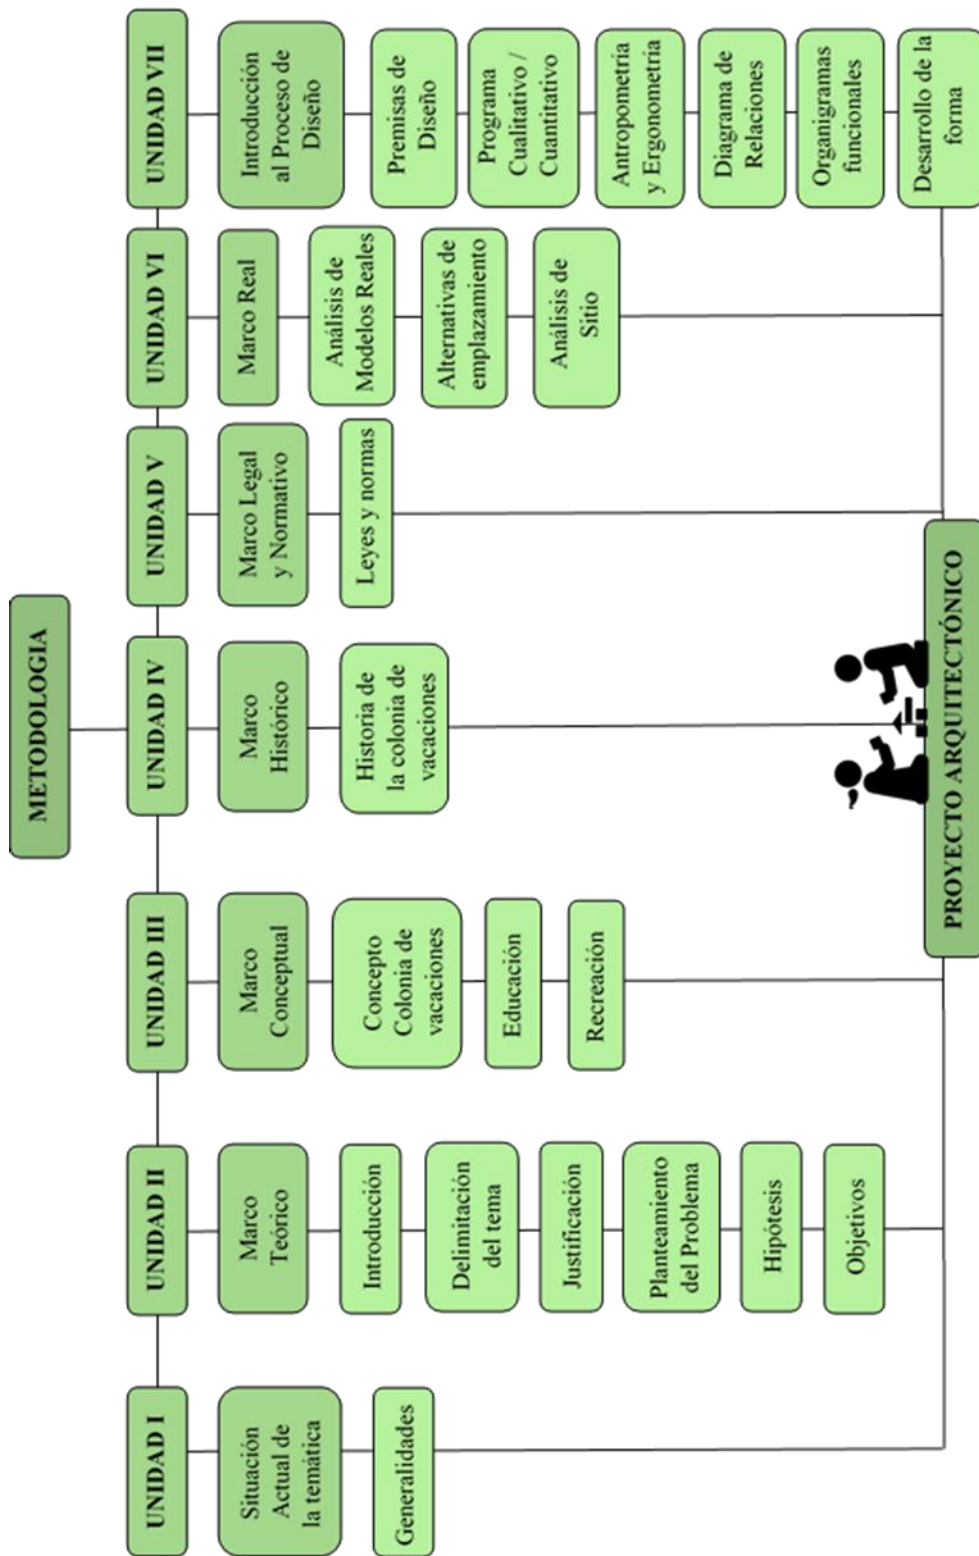 METODOLOGIA
UNIDAD I
Situación
Actual de
la temática
Generalidades
UNIDAD II
Marco
Teórico
Introducción
Delimitación
del tema
Justificación
Planteamiento
del Problema
Hipótesis
Objetivos
UNIDAD III
Marco
Conceptual
Concepto
Colonia de
vacaciones
Educación
Recreación
UNIDAD IV
Marco
Histórico
Historia de
la colonia de
vacaciones
UNIDAD V
Marco Legal
y Normativo
Leyes y normas
UNIDAD VI
Marco Real
Análisis de
Modelos Reales
Alternativas de
emplazamiento
Análisis de
Sitio
UNIDAD VII
Introducción
al Proceso de
Diseño
Premisas de
Diseño
Programa
Cualitativo /
Cuantitativo
Antropometría
y Ergonometría
Diagrama de
Relaciones
Organigramas
funcionales
Desarrollo de la
forma
PROYECTO ARQUITECTÓNICO